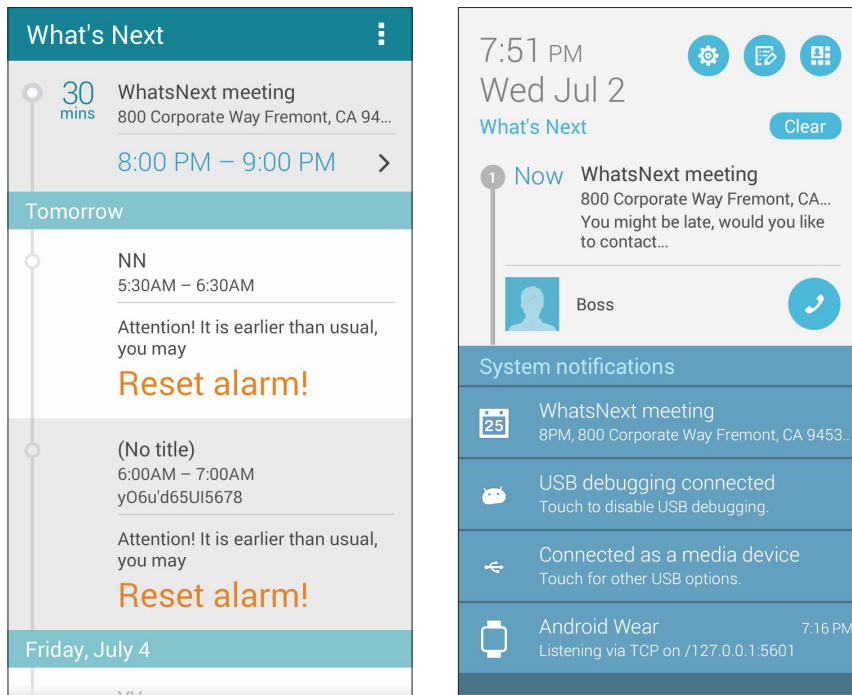 What's Next
30
mins
WhatsNext meeting
800 Corporate Way Fremont, CA 94...
8:00 PM – 9:00 PM
Tomorrow
NN
5:30AM – 6:30AM
Attention! It is earlier than usual,
you may
Reset alarm!
(No title)
6:00AM – 7:00AM
yO6u'd65UI5678
Attention! It is earlier than usual,
you may
Reset alarm!
Friday, July 4
7:51 PM
Wed Jul 2
What's Next
Clear
1
Now
WhatsNext meeting
800 Corporate Way Fremont, CA...
You might be late, would you like
to contact...
Boss
System notifications
25
WhatsNext meeting
8PM, 800 Corporate Way Fremont, CA 9453..
USB debugging connected
Touch to disable USB debugging.
Connected as a media device
Touch for other USB options.
Android Wear
7:16 PM
Listening via TCP on /127.0.0.1:5601